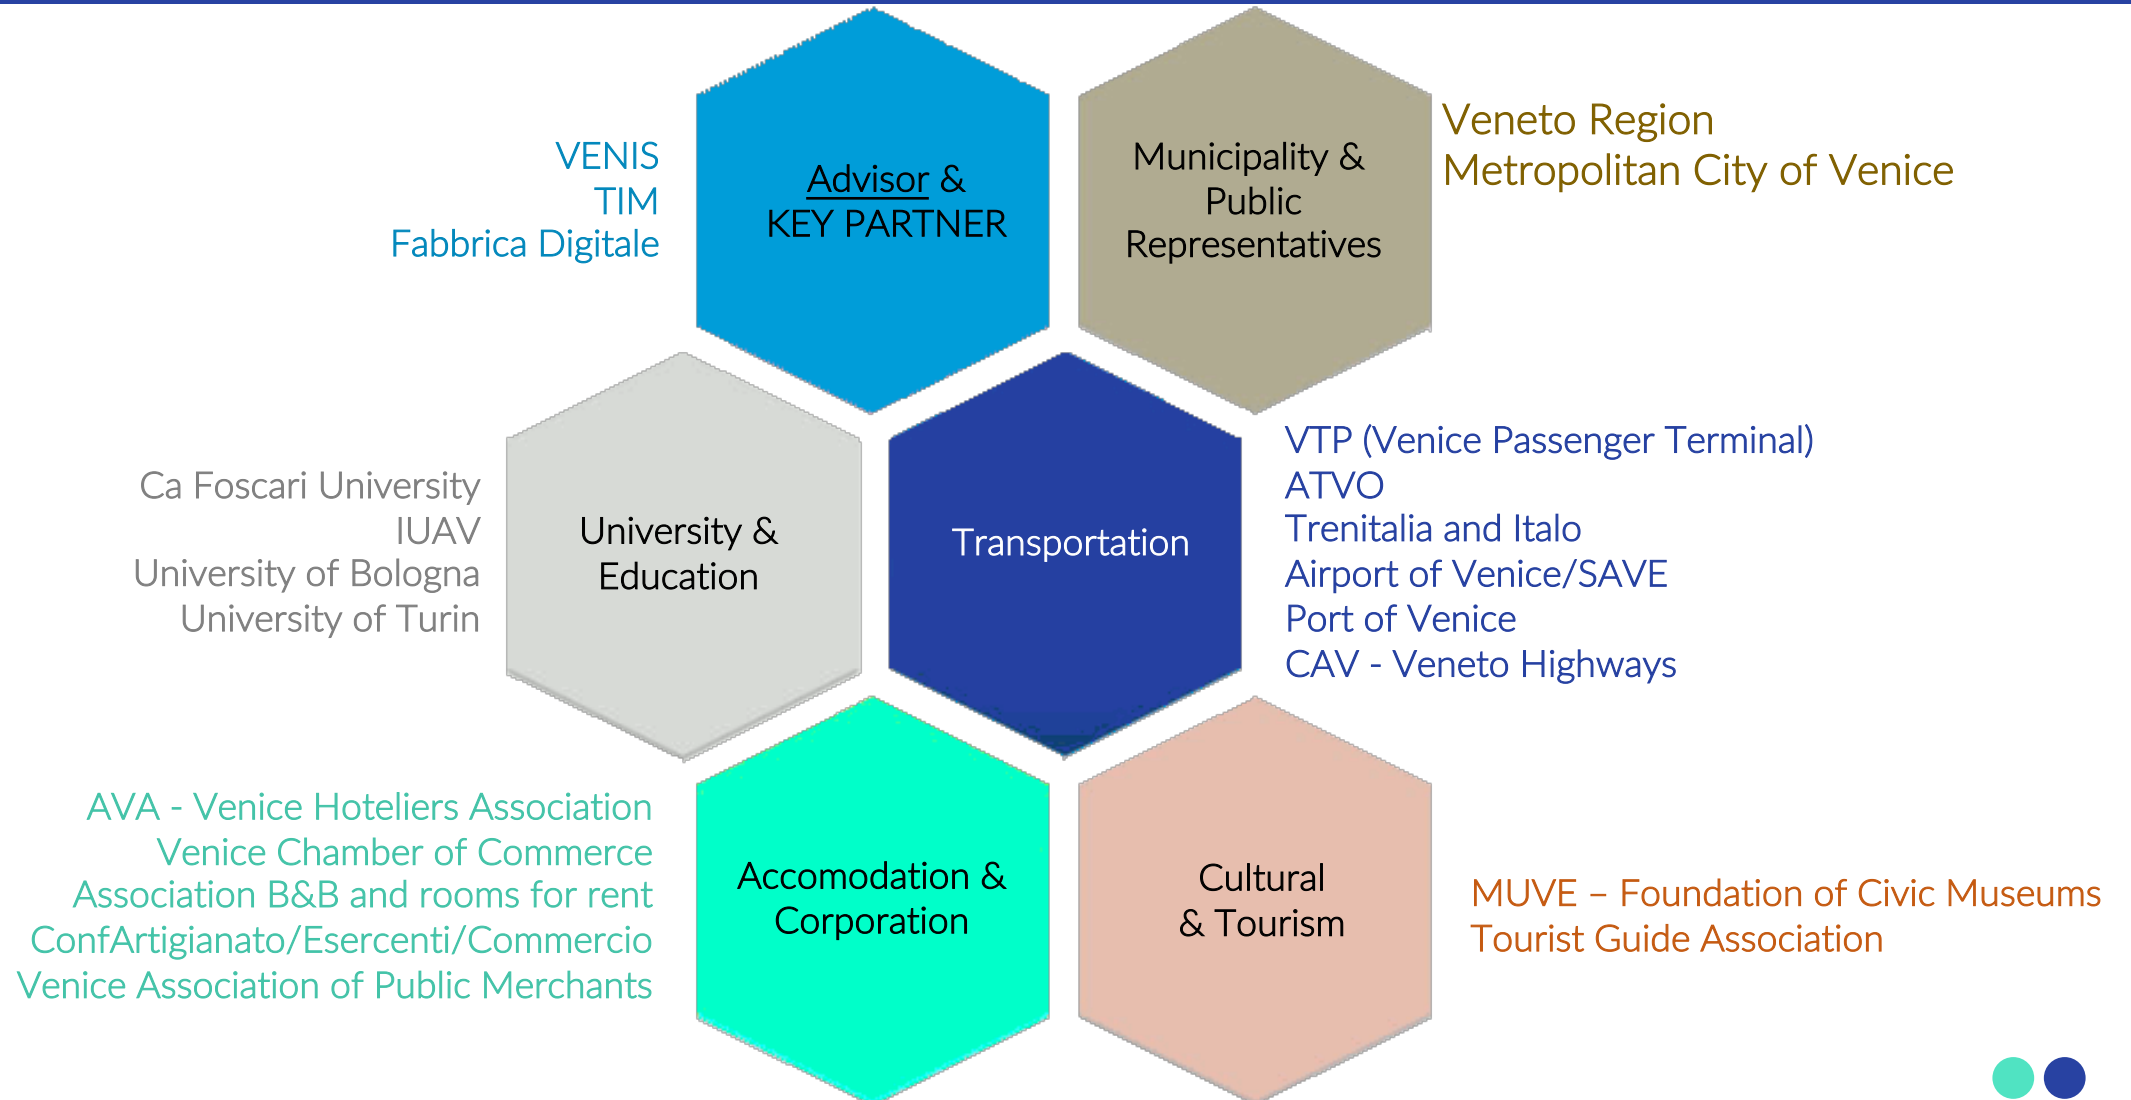 VENIS
TIM
Fabbrica Digitale
Advisor &
KEY PARTNER
Municipality &
Public
Representatives
Veneto Region
Metropolitan City of Venice
Ca Foscari University
IUAV
University of Bologna
University of Turin
University &
Education
Transportation
VTP (Venice Passenger Terminal)
ATVO
Trenitalia and Italo
Airport of Venice/SAVE
Port of Venice
CAV - Veneto Highways
AVA - Venice Hoteliers Association
Venice Chamber of Commerce
Association B&B and rooms for rent
ConfArtigianato/Esercenti/Commercio
Venice Association of Public Merchants
Accomodation &
Corporation
Cultural
& Tourism
MUVE – Foundation of Civic Museums
Tourist Guide Association